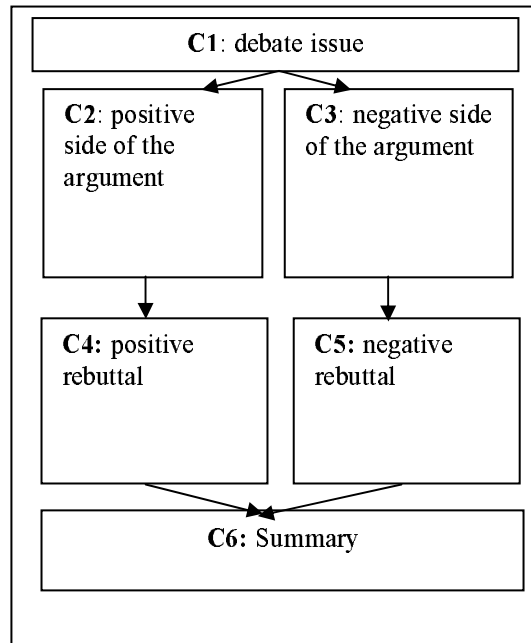 C1: debate issue
C2: positive
side of the
argument
C3: negative side
of the argument
C4: positive
rebuttal
C5: negative
rebuttal
C6: Summary